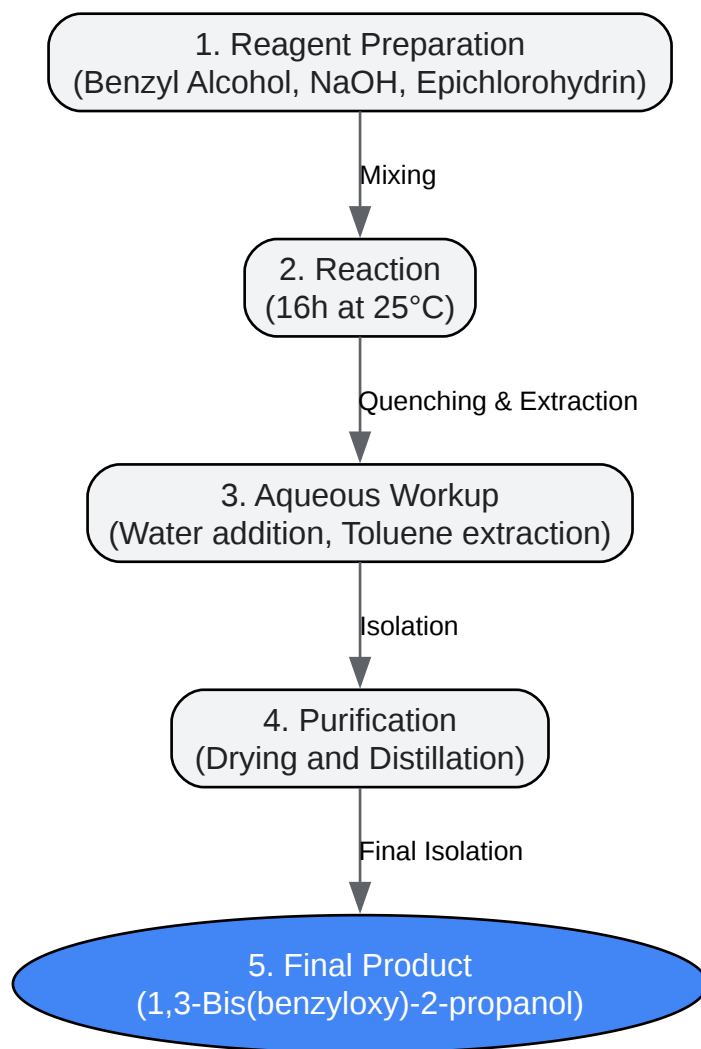 1. Reagent Preparation
(Benzyl Alcohol, NaOH, Epichlorohydrin)
Mixing
2. Reaction
(16h at 25°C)
Quenching & Extraction
3. Aqueous Workup
(Water addition, Toluene extraction)
Isolation
4. Purification
(Drying and Distillation)
Final Isolation
5. Final Product
(1,3-Bis(benzyloxy)-2-propanol)